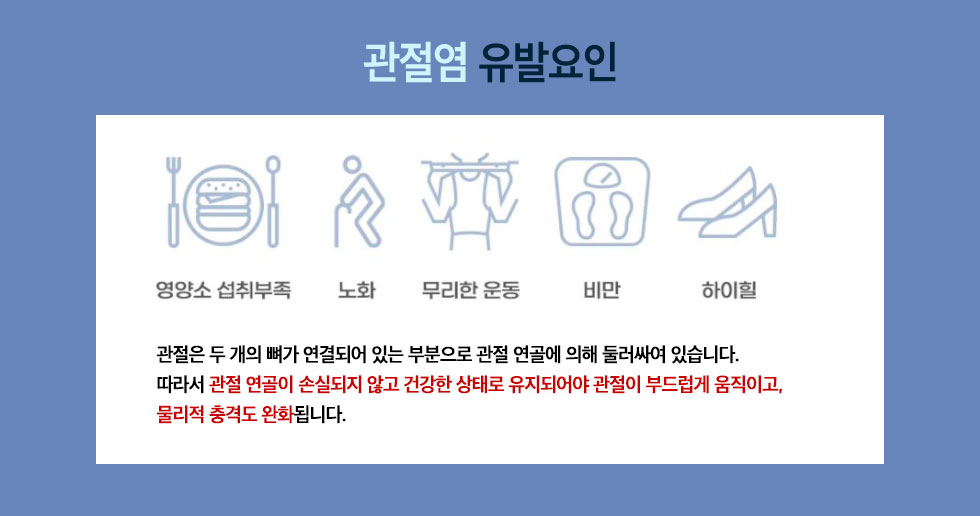 관절염 유발요인
영양소 섭취부족
노화
무리한 운동
비만
하이힐
관절은 두 개의 뼈가 연결되어 있는 부분으로 관절 연골에 의해 둘러싸여 있습니다.
따라서 관절 연골이 손실되지 않고 건강한 상태로 유지되어야 관절이 부드럽게 움직이고,
물리적 충격도 완화됩니다.